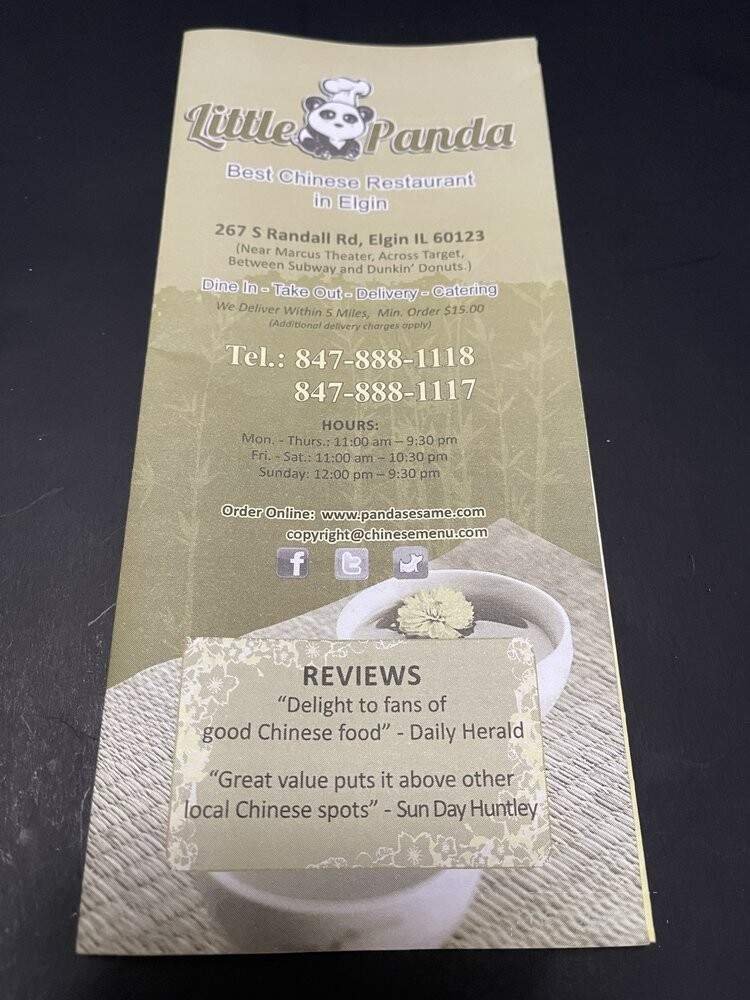 Little Panda
Best Chinese Restaurant
in Elgin
267 S Randall Rd, Elgin IL 60123
(Near Marcus Theater, Across Target,
Between Subway and Dunkin' Donuts.)
Dine In - Take Out - Delivery - Catering
We Deliver Within 5 Miles, Min. Order $15.00
(Additional delivery charges apply)
Tel.: 847-888-1118
847-888-1117
HOURS:
Mon. - Thurs.: 11:00 am – 9:30 pm
Fri. - Sat.: 11:00 am – 10:30 pm
Sunday: 12:00 pm – 9:30 pm
Order Online: www.pandasesame.com
copyright@chinesemenu.com
f t
REVIEWS
“Delight to fans of
good Chinese food” - Daily Herald
“Great value puts it above other
local Chinese spots” - Sun Day Huntley